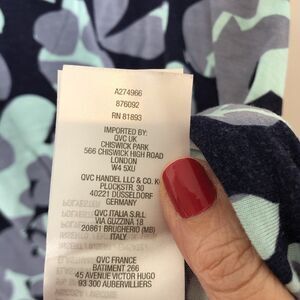 A274966
876092
RN 81893
IMPORTED BY:
QVC UK
CHISWICK PARK
566 CHISWICK HIGH ROAD
LONDON
W4 5XU
QVC HANDEL LLC & CO. K
PLOCKSTR. 30
40221 DÜSSELDORF
GERMANY
QVC ITALIA S.R.L
VIA GUZZINA 18
20861 BRUGHERIO (MB)
ITALY
QVC FRANCE
BATIMENT 266
45 AVENUE VICTOR HUGO
93 300 AUBERVILLIERS